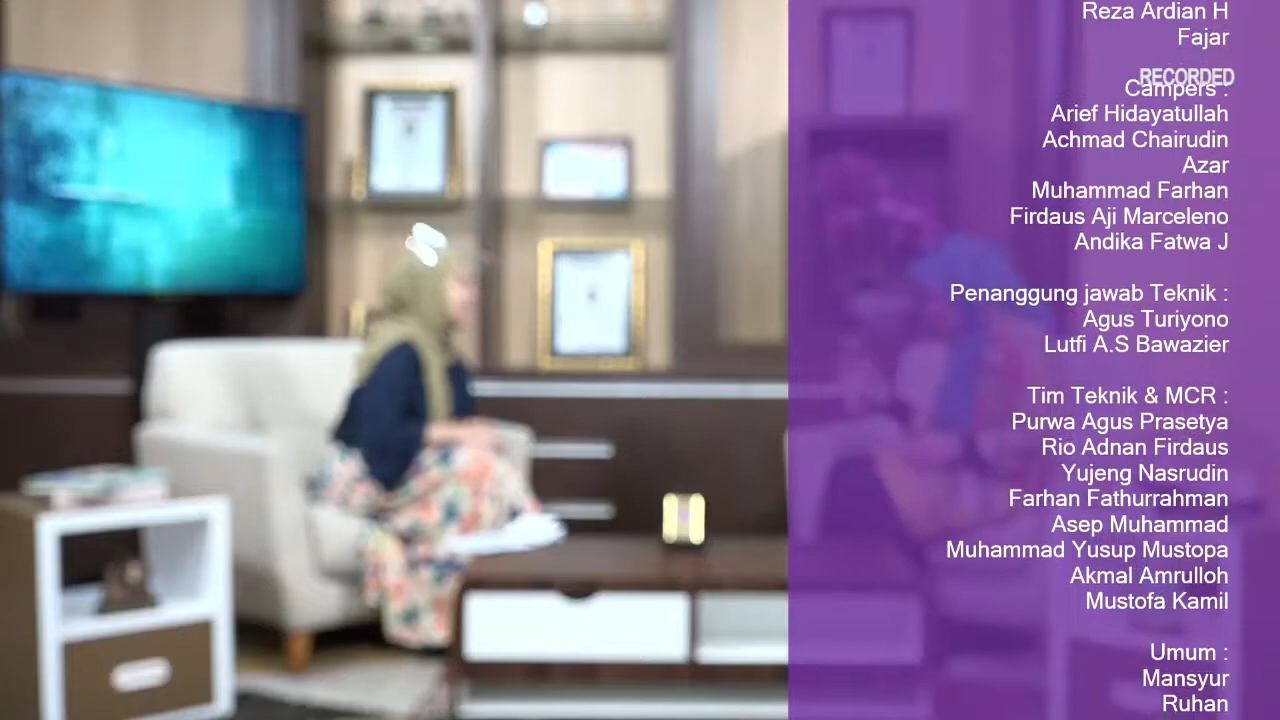 Reza Ardian H
Fajar
RECORDED
Campers :
Arief Hidayatullah
Achmad Chairudin
Azar
Muhammad Farhan
Firdaus Aji Marceleno
Andika Fatwa J
Penanggung jawab Teknik :
Agus Turiyono
Lutfi A.S Bawazier
Tim Teknik & MCR :
Purwa Agus Prasetya
Rio Adnan Firdaus
Yujeng Nasrudin
Farhan Fathurrahman
Asep Muhammad
Muhammad Yusup Mustopa
Akmal Amrulloh
Mustofa Kamil
Umum :
Mansyur
Ruhan